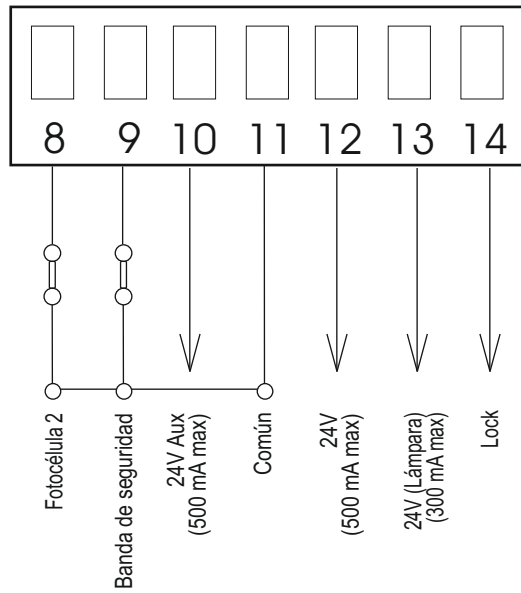 8 9 10 11 12 13 14
Fotocélula 2
Banda de seguridad
24V Aux
(500 mA max)
Común
24V
(500 mA max)
24V (Lámpara)
(300 mA max)
Lock